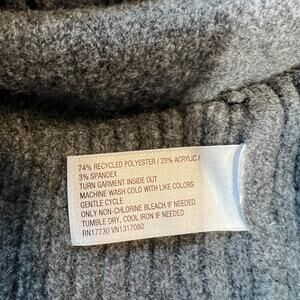 74% RECYCLED POLYESTER / 23% ACRYLIC /
3% SPANDEX
TURN GARMENT INSIDE OUT
MACHINE WASH COLD WITH LIKE COLORS
GENTLE CYCLE
ONLY NON-CHLORINE BLEACH IF NEEDED
TUMBLE DRY, COOL IRON IF NEEDED
RN17730 VN1317080